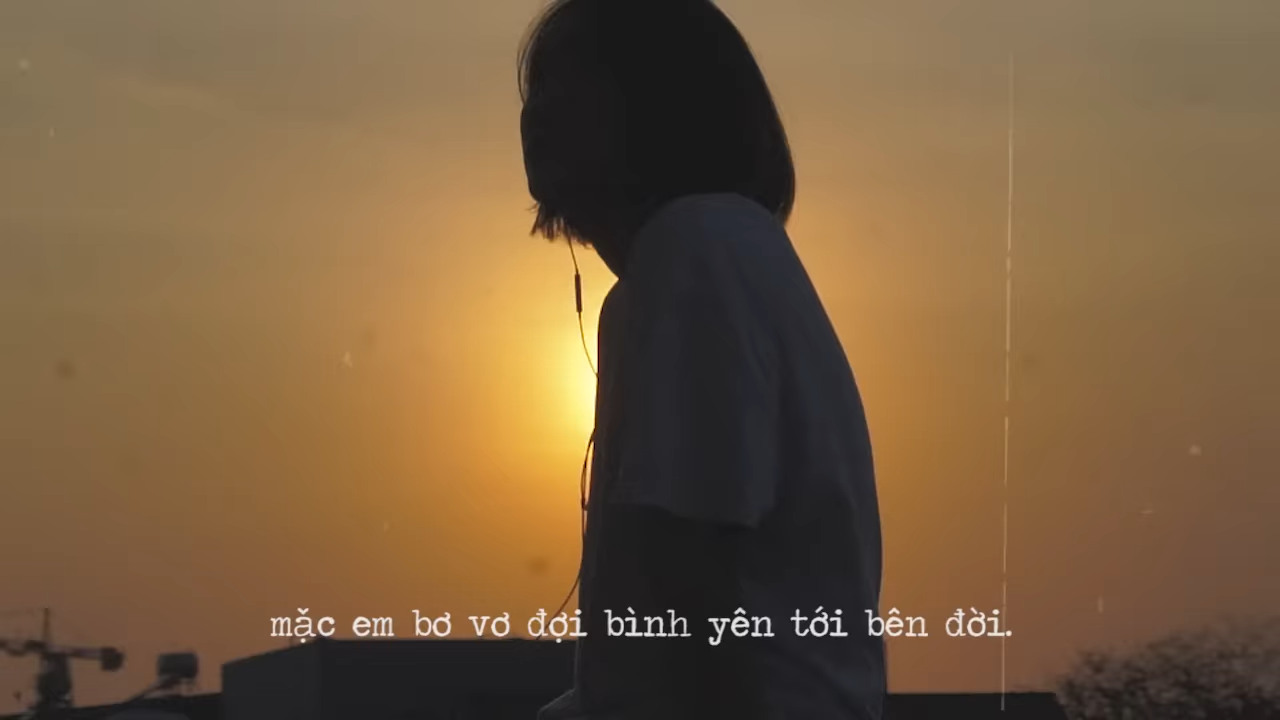 mặc em bơ vơ đợi bình yên tới bên đời.